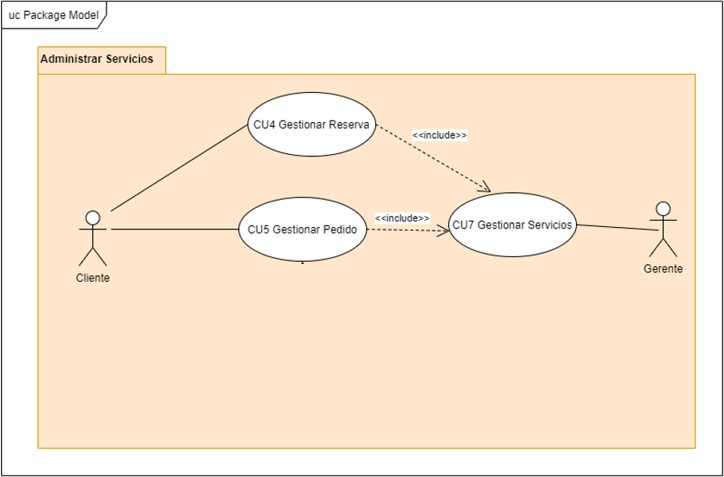 uc Package Model
Administrar Servicios
CU4 Gestionar Reserva
<<include>>
CU5 Gestionar Pedido
<<include>>
CU7 Gestionar Servicios
Cliente
Gerente